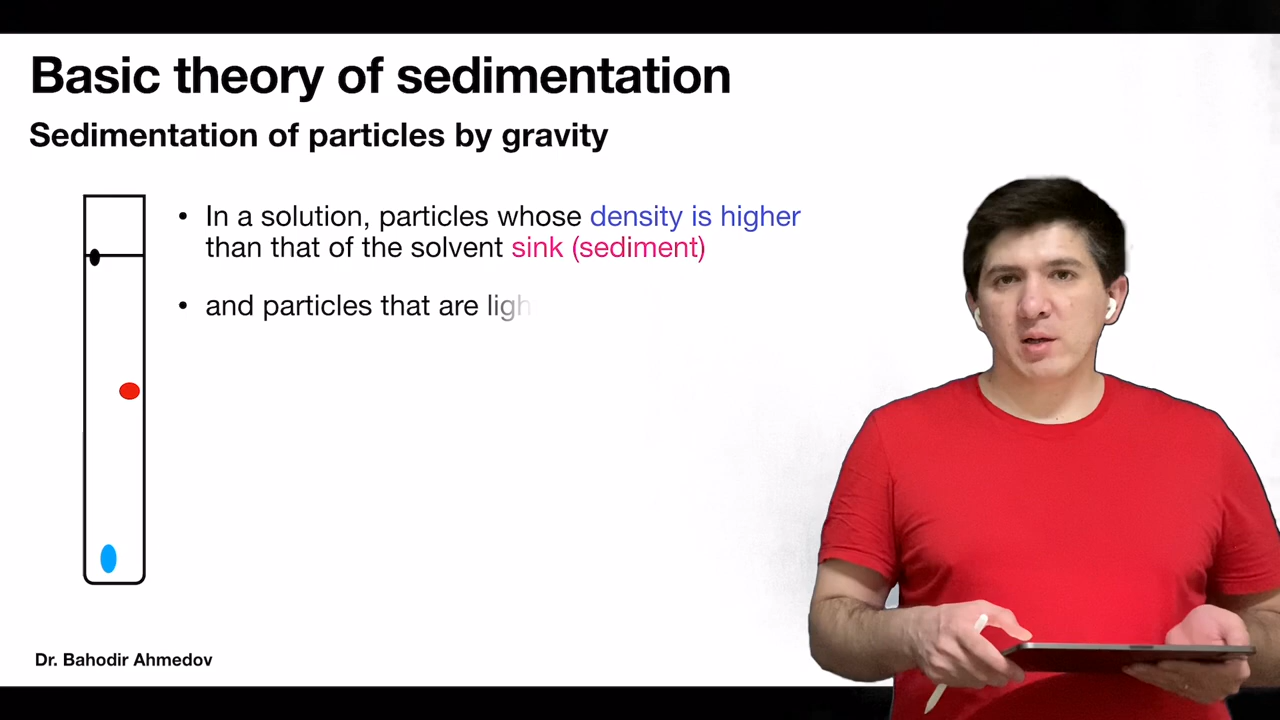 Basic theory of sedimentation
Sedimentation of particles by gravity
• In a solution, particles whose density is higher
than that of the solvent sink (sediment)
• and particles that are ligh
Dr. Bahodir Ahmedov